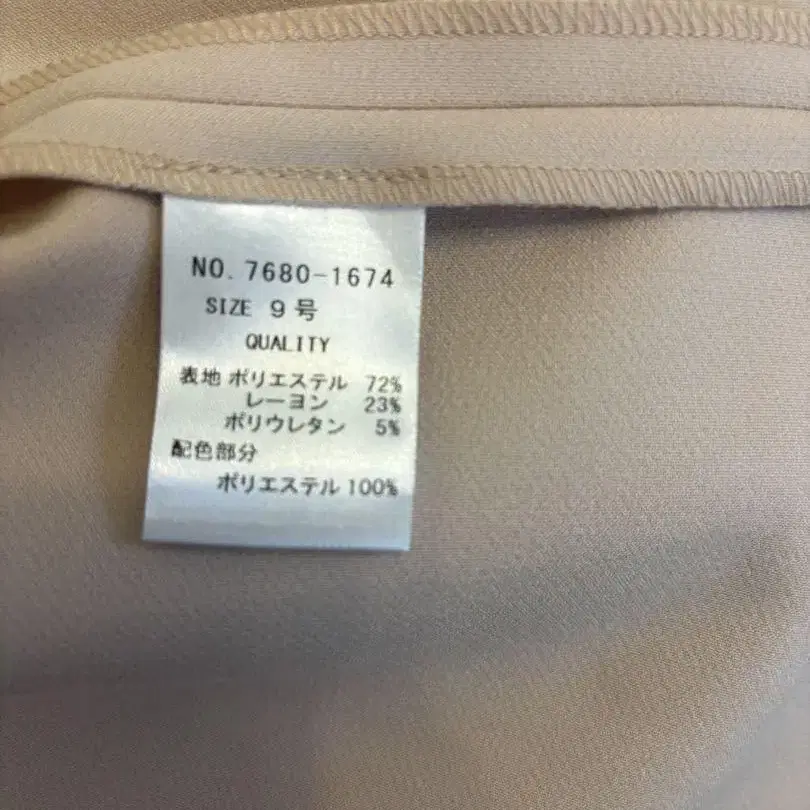 NO. 7680-1674
SIZE 9号
QUALITY
表地 ポリエステル 72%
レーヨン 23%
ポリウレタン 5%
配色部分
ポリエステル 100%